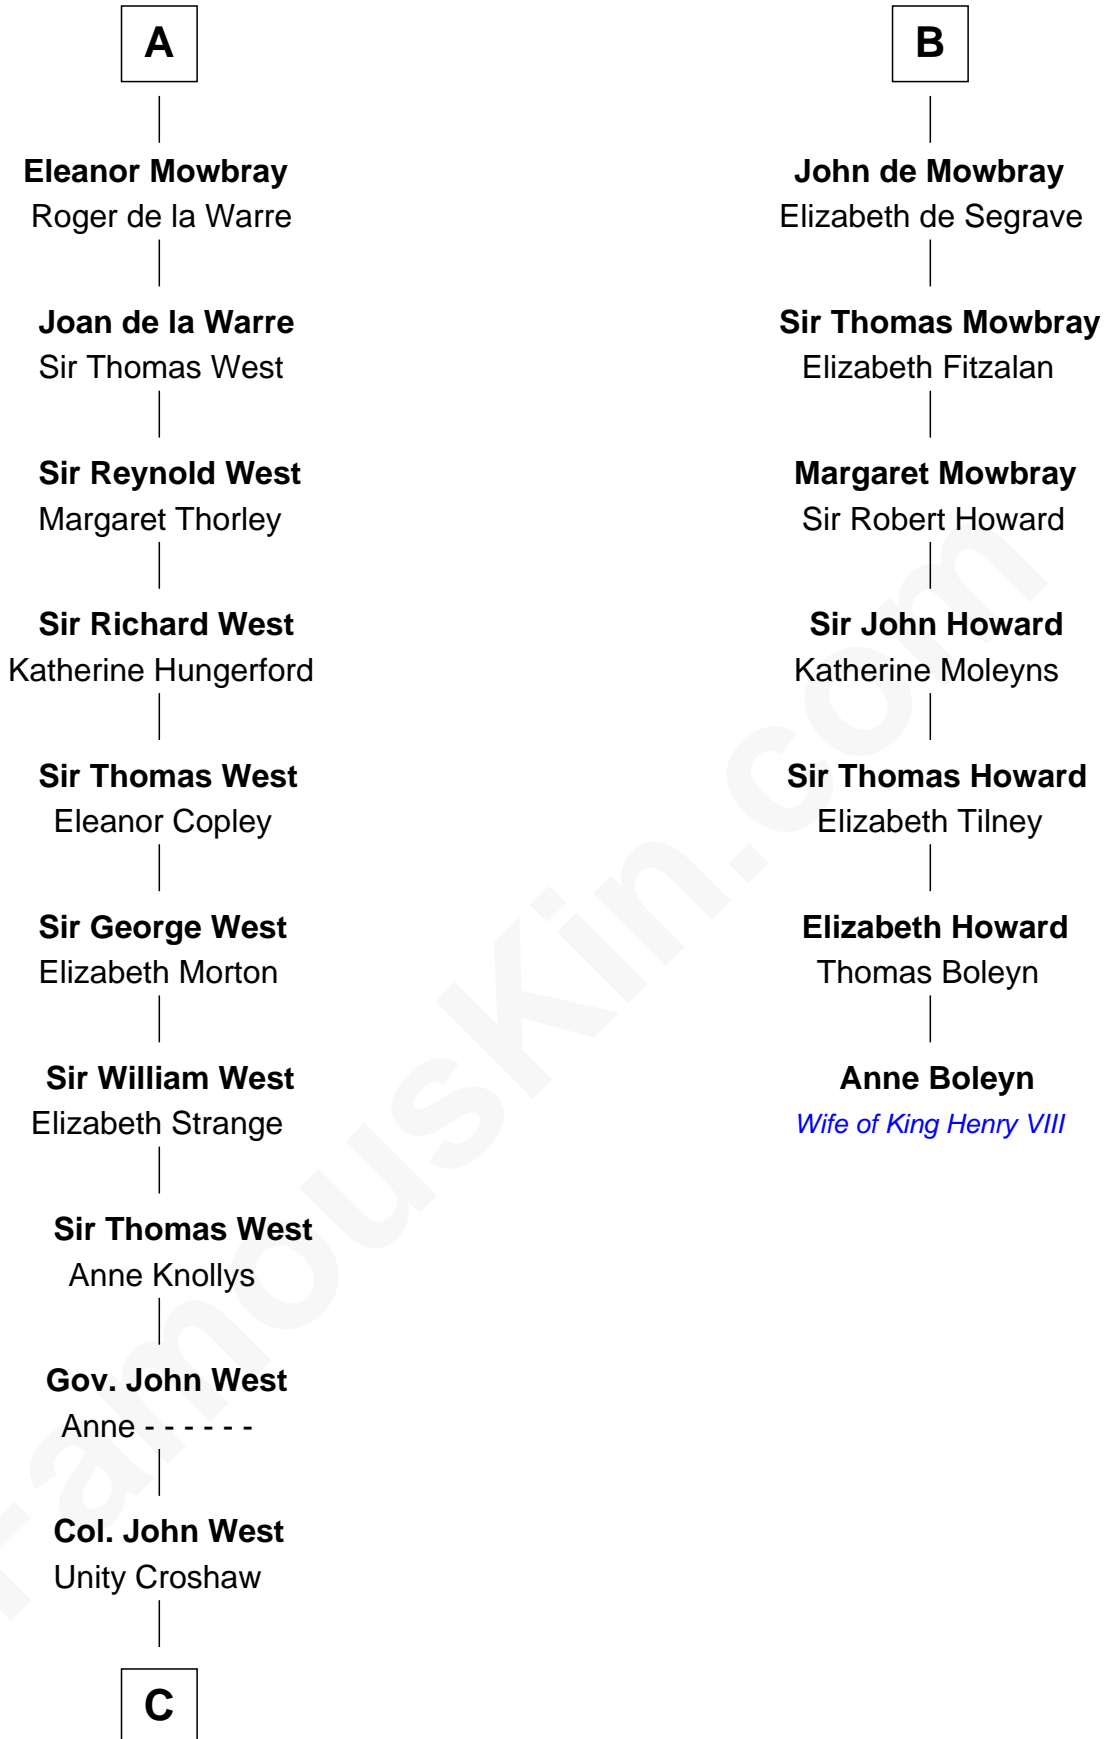 A
Eleanor Mowbray
Roger de la Warre
Joan de la Warre
Sir Thomas West
Sir Reynold West
Margaret Thorley
Sir Richard West
Katherine Hungerford
Sir Thomas West
Eleanor Copley
Sir George West
Elizabeth Morton
Sir William West
Elizabeth Strange
Sir Thomas West
Anne Knollys
Gov. John West
Anne - - - - - -
Col. John West
Unity Croshaw
C
B
John de Mowbray
Elizabeth de Segrave
Sir Thomas Mowbray
Elizabeth Fitzalan
Margaret Mowbray
Sir Robert Howard
Sir John Howard
Katherine Moleyns
Sir Thomas Howard
Elizabeth Tilney
Elizabeth Howard
Thomas Boleyn
Anne Boleyn
Wife of King Henry VIII
FamousKin.com